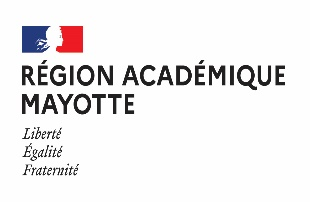 RÉGION ACADÉMIQUE
MAYOTTE
Liberté
Égalité
Fraternité